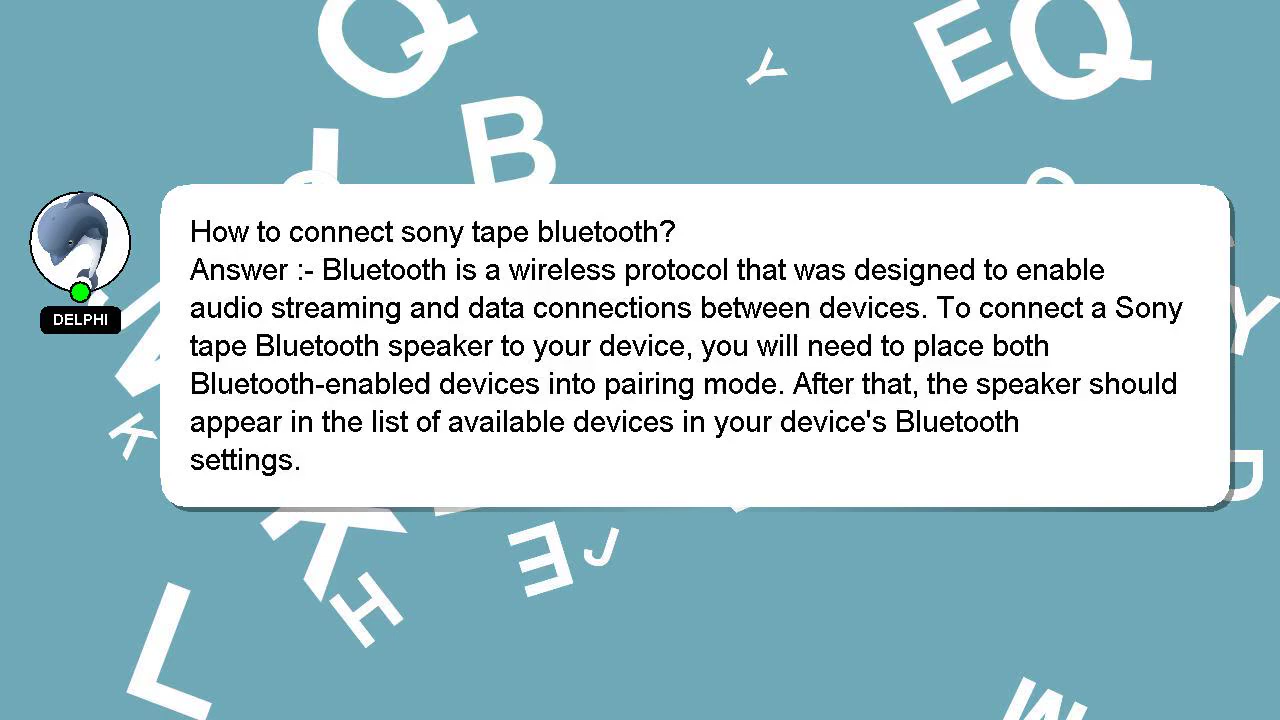 Q
EQ
Y
B
How to connect sony tape bluetooth?
Answer :- Bluetooth is a wireless protocol that was designed to enable
audio streaming and data connections between devices. To connect a Sony
tape Bluetooth speaker to your device, you will need to place both
Bluetooth-enabled devices into pairing mode. After that, the speaker should
appear in the list of available devices in your device's Bluetooth
settings.
DELPHI
Y
K
D
K
E
J
H
L
M